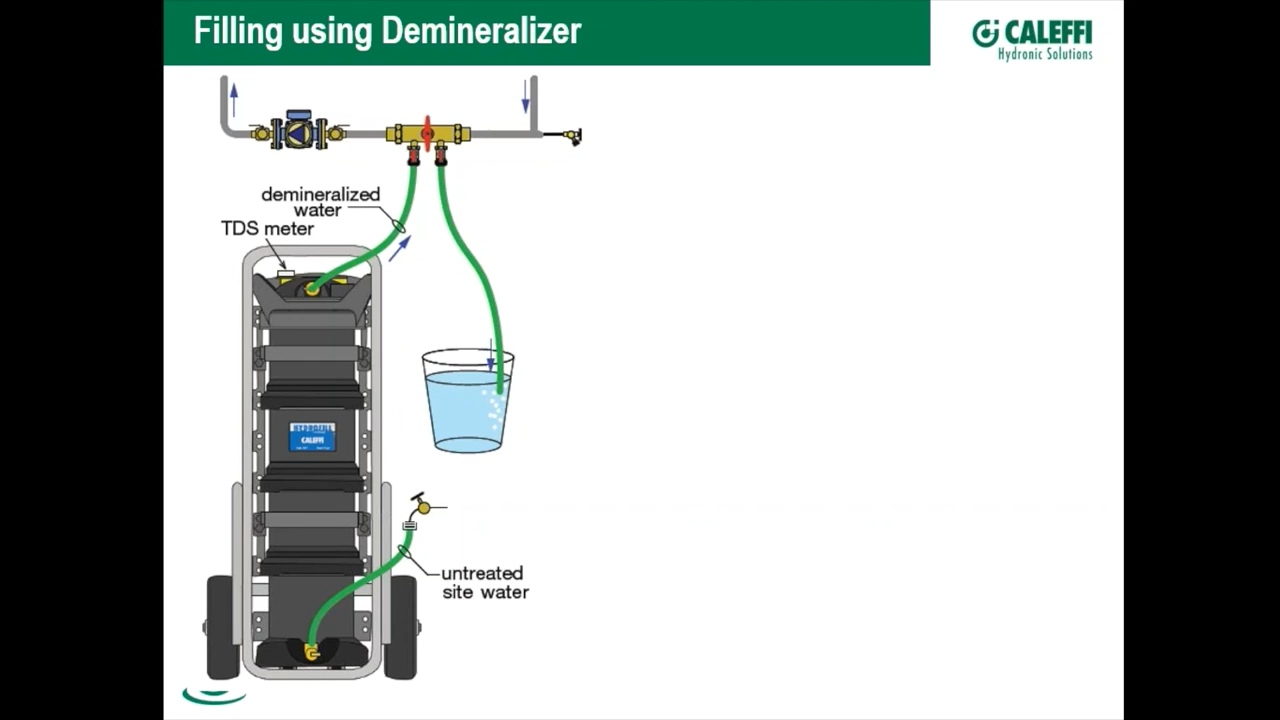 Filling using Demineralizer
CALEFFI
Hydronic Solutions
demineralized
water
TDS meter
HYDROFILL
CALEFFI
untreated
site water